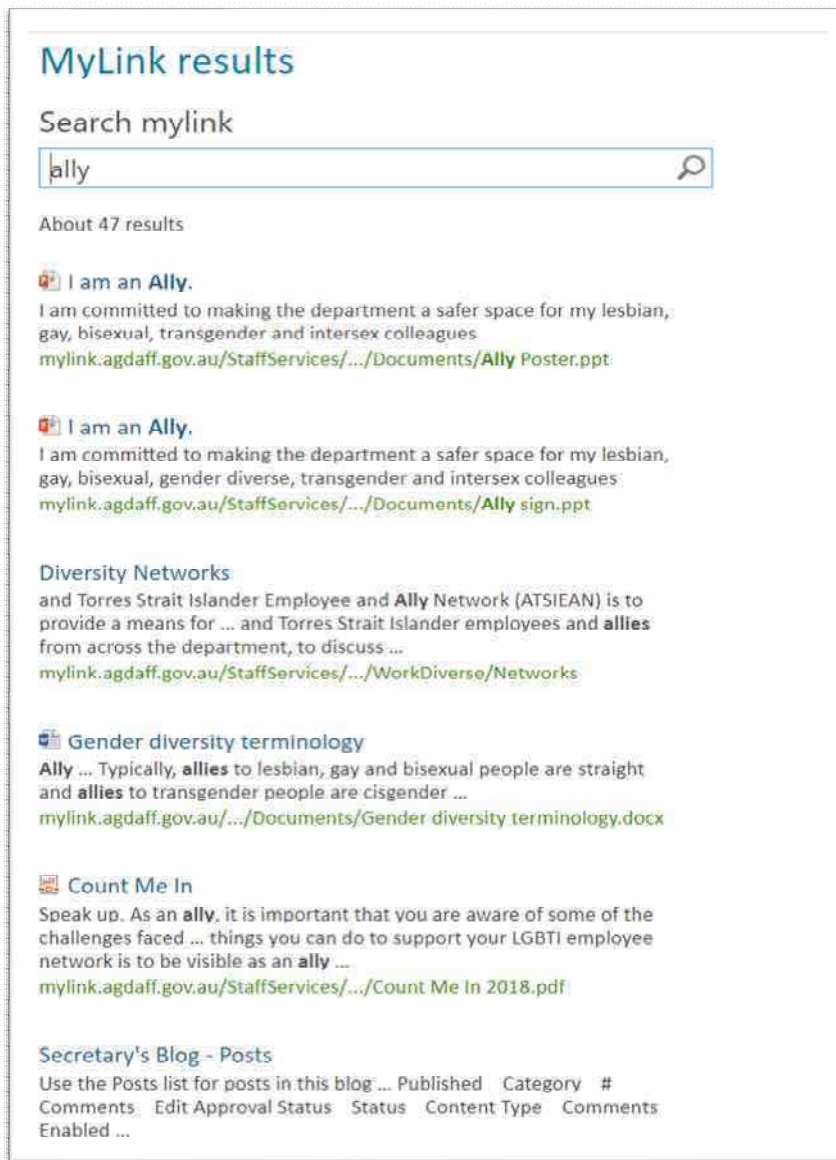 MyLink results
Search mylink
ally
About 47 results
I am an Ally.
I am committed to making the department a safer space for my lesbian,
gay, bisexual, transgender and intersex colleagues
mylink.agdaff.gov.au/StaffServices/.../Documents/Ally Poster.ppt
I am an Ally.
I am committed to making the department a safer space for my lesbian,
gay, bisexual, gender diverse, transgender and intersex colleagues
mylink.agdaff.gov.au/StaffServices/.../Documents/Ally sign.ppt
Diversity Networks
and Torres Strait Islander Employee and Ally Network (ATSIEAN) is to
provide a means for ... and Torres Strait Islander employees and allies
from across the department, to discuss ...
mylink.agdaff.gov.au/StaffServices/.../WorkDiverse/Networks
Gender diversity terminology
Ally ... Typically, allies to lesbian, gay and bisexual people are straight
and allies to transgender people are cisgender ...
mylink.agdaff.gov.au/.../Documents/Gender diversity terminology.docx
Count Me In
Speak up. As an ally, it is important that you are aware of some of the
challenges faced ... things you can do to support your LGBTI employee
network is to be visible as an ally ...
mylink.agdaff.gov.au/StaffServices/.../Count Me In 2018.pdf
Secretary's Blog - Posts
Use the Posts list for posts in this blog ... Published Category #
Comments Edit Approval Status Status Content Type Comments
Enabled ...